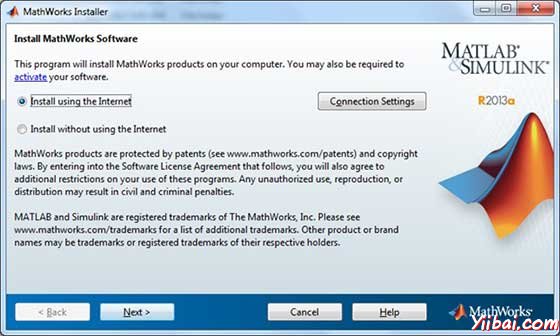 MathWorks Installer
Install MathWorks Software
MATLAB®
&SIMULINK®
This program will install MathWorks products on your computer. You may also be required to
activate your software.
R2013a
Install using the Internet
Connection Settings
Install without using the Internet
MathWorks products are protected by patents (see www.mathworks.com/patents) and copyright
laws. By entering into the Software License Agreement that follows, you will also agree to
additional restrictions on your use of these programs. Any unauthorized use, reproduction, or
distribution may result in civil and criminal penalties.
MATLAB and Simulink are registered trademarks of The MathWorks, Inc. Please see
www.mathworks.com/trademarks for a list of additional trademarks. Other product or brand
names may be trademarks or registered trademarks of their respective holders.
< Back
Next >
Cancel
Help
MathWorks
Yiibai.com